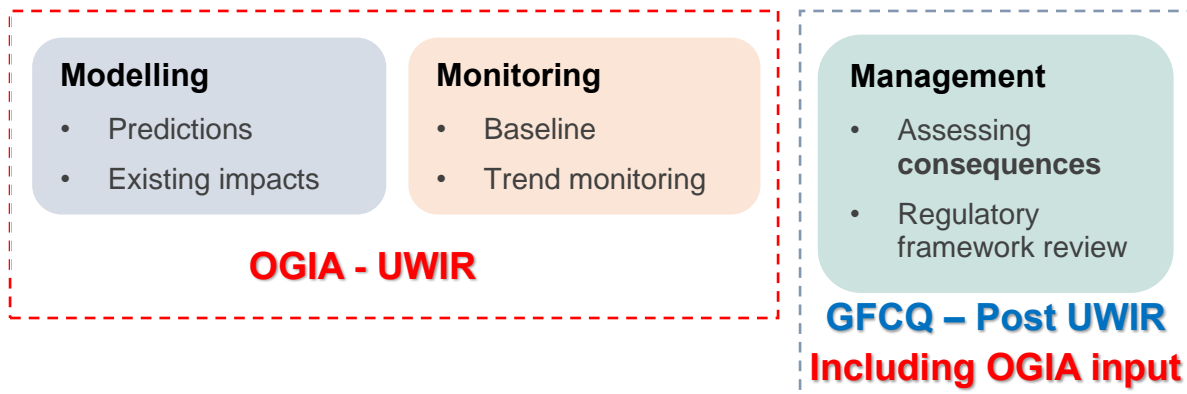 Modelling
• Predictions
• Existing impacts
Monitoring
• Baseline
• Trend monitoring
OGIA - UWIR
Management
• Assessing
consequences
• Regulatory
framework review
GFCQ – Post UWIR
Including OGIA input